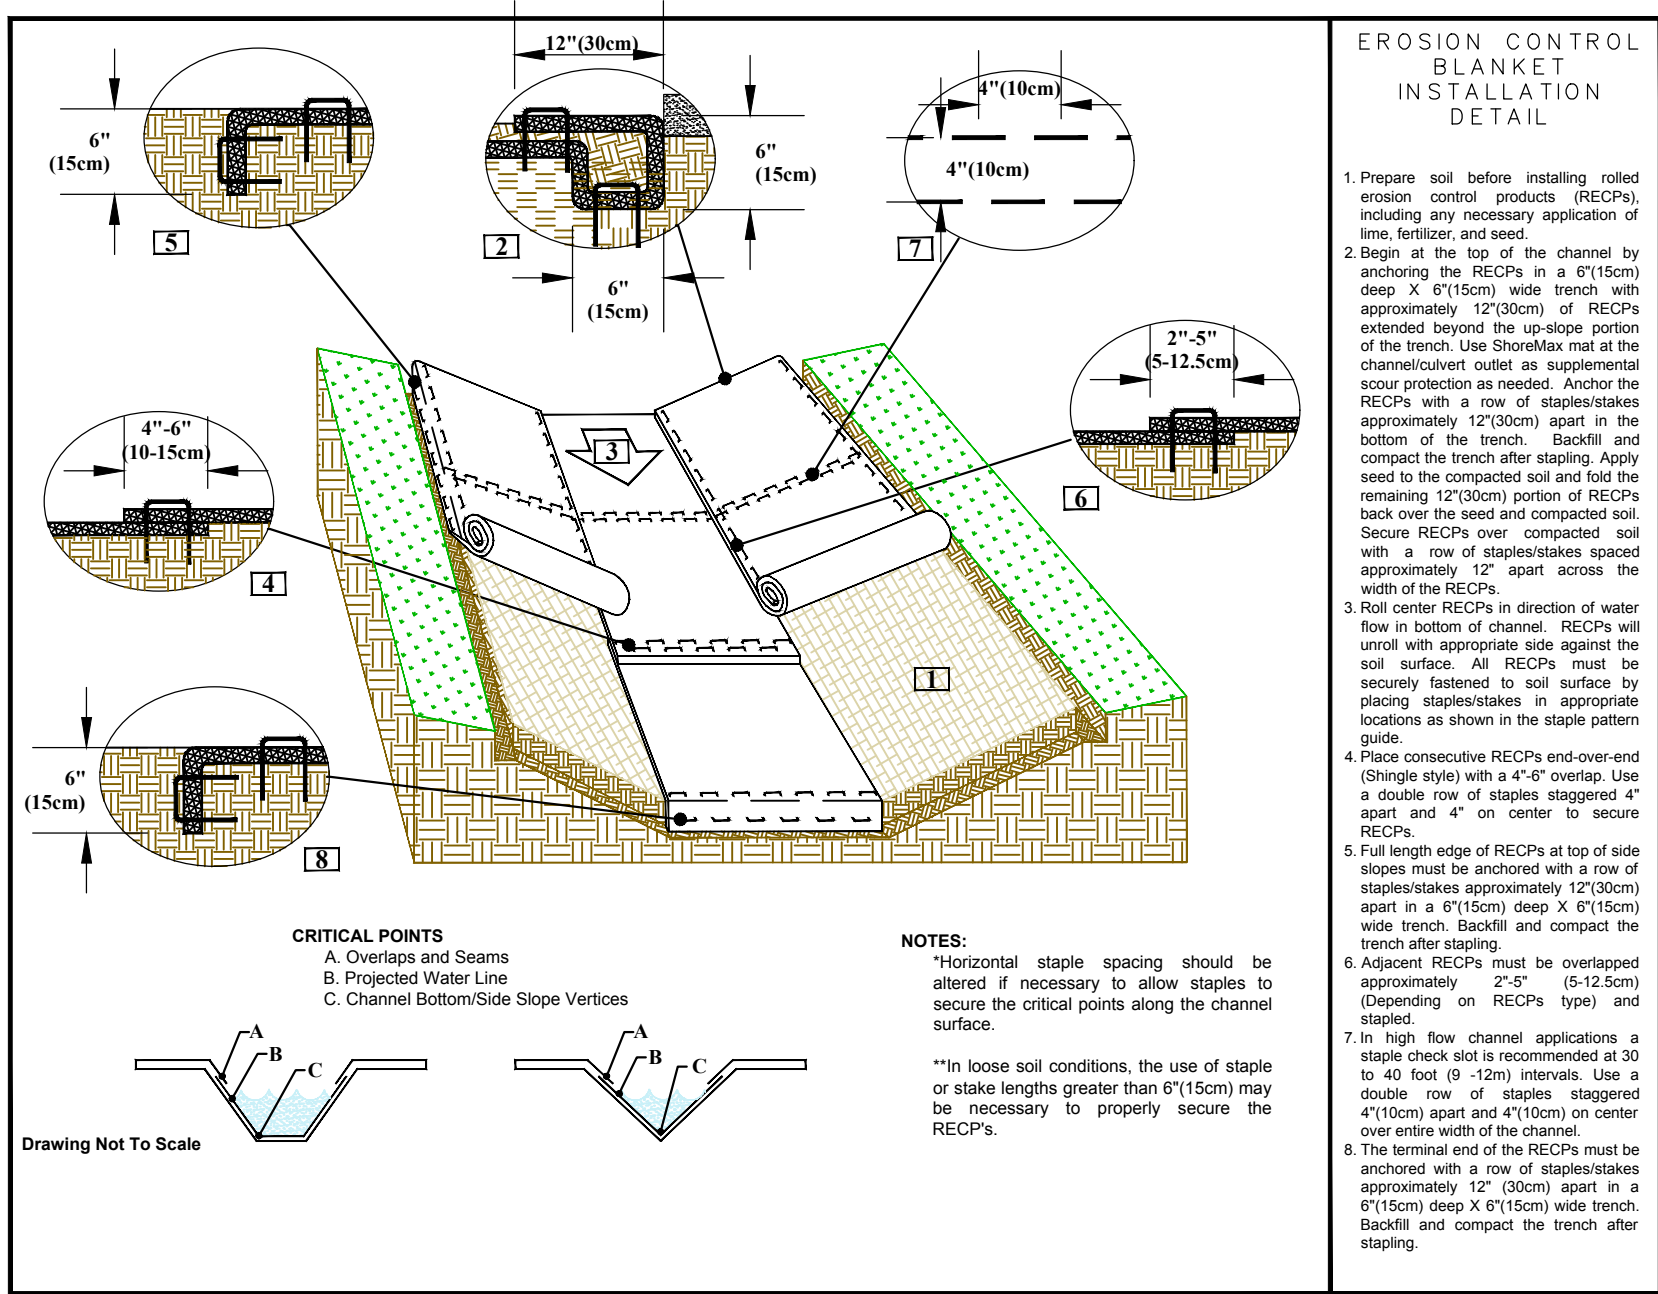 12"(30cm)
6"
(15cm)
5
6"
(15cm)
2
6"
(15cm)
4"(10cm)
4"(10cm)
7
2"-5"
(5-12.5cm)
6
4"-6"
(10-15cm)
4
3
1
6"
(15cm)
8
CRITICAL POINTS
A. Overlaps and Seams
B. Projected Water Line
C. Channel Bottom/Side Slope Vertices
A
B
C
A
B
C
Drawing Not To Scale
NOTES:
*Horizontal staple spacing should be
altered if necessary to allow staples to
secure the critical points along the channel
surface.
**In loose soil conditions, the use of staple
or stake lengths greater than 6"(15cm) may
be necessary to properly secure the
RECP's.
EROSION CONTROL
BLANKET
INSTALLATION
DETAIL
1. Prepare soil before installing rolled
erosion control products (RECPs),
including any necessary application of
lime, fertilizer, and seed.
2. Begin at the top of the channel by
anchoring the RECPs in a 6"(15cm)
deep X 6"(15cm) wide trench with
approximately 12"(30cm) of RECPs
extended beyond the up-slope portion
of the trench. Use ShoreMax mat at the
channel/culvert outlet as supplemental
scour protection as needed. Anchor the
RECPs with a row of staples/stakes
approximately 12"(30cm) apart in the
bottom of the trench. Backfill and
compact the trench after stapling. Apply
seed to the compacted soil and fold the
remaining 12"(30cm) portion of RECPs
back over the seed and compacted soil.
Secure RECPs over compacted soil
with a row of staples/stakes spaced
approximately 12" apart across the
width of the RECPs.
3. Roll center RECPs in direction of water
flow in bottom of channel. RECPs will
unroll with appropriate side against the
soil surface. All RECPs must be
securely fastened to soil surface by
placing staples/stakes in appropriate
locations as shown in the staple pattern
guide.
4. Place consecutive RECPs end-over-end
(Shingle style) with a 4"-6" overlap. Use
a double row of staples staggered 4"
apart and 4" on center to secure
RECPs.
5. Full length edge of RECPs at top of side
slopes must be anchored with a row of
staples/stakes approximately 12"(30cm)
apart in a 6"(15cm) deep X 6"(15cm)
wide trench. Backfill and compact the
trench after stapling.
6. Adjacent RECPs must be overlapped
approximately 2"-5" (5-12.5cm)
(Depending on RECPs type) and
stapled.
7. In high flow channel applications a
staple check slot is recommended at 30
to 40 foot (9 -12m) intervals. Use a
double row of staples staggered
4"(10cm) apart and 4"(10cm) on center
over entire width of the channel.
8. The terminal end of the RECPs must be
anchored with a row of staples/stakes
approximately 12" (30cm) apart in a
6"(15cm) deep X 6"(15cm) wide trench.
Backfill and compact the trench after
stapling.